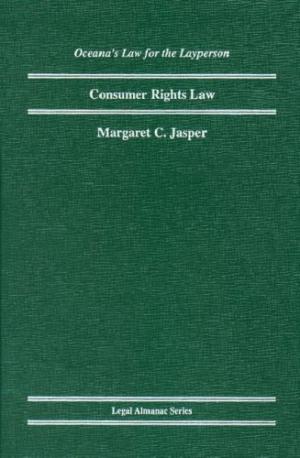 Oceana's Law for the Layperson
Consumer Rights Law
Margaret C. Jasper
Legal Almanac Series